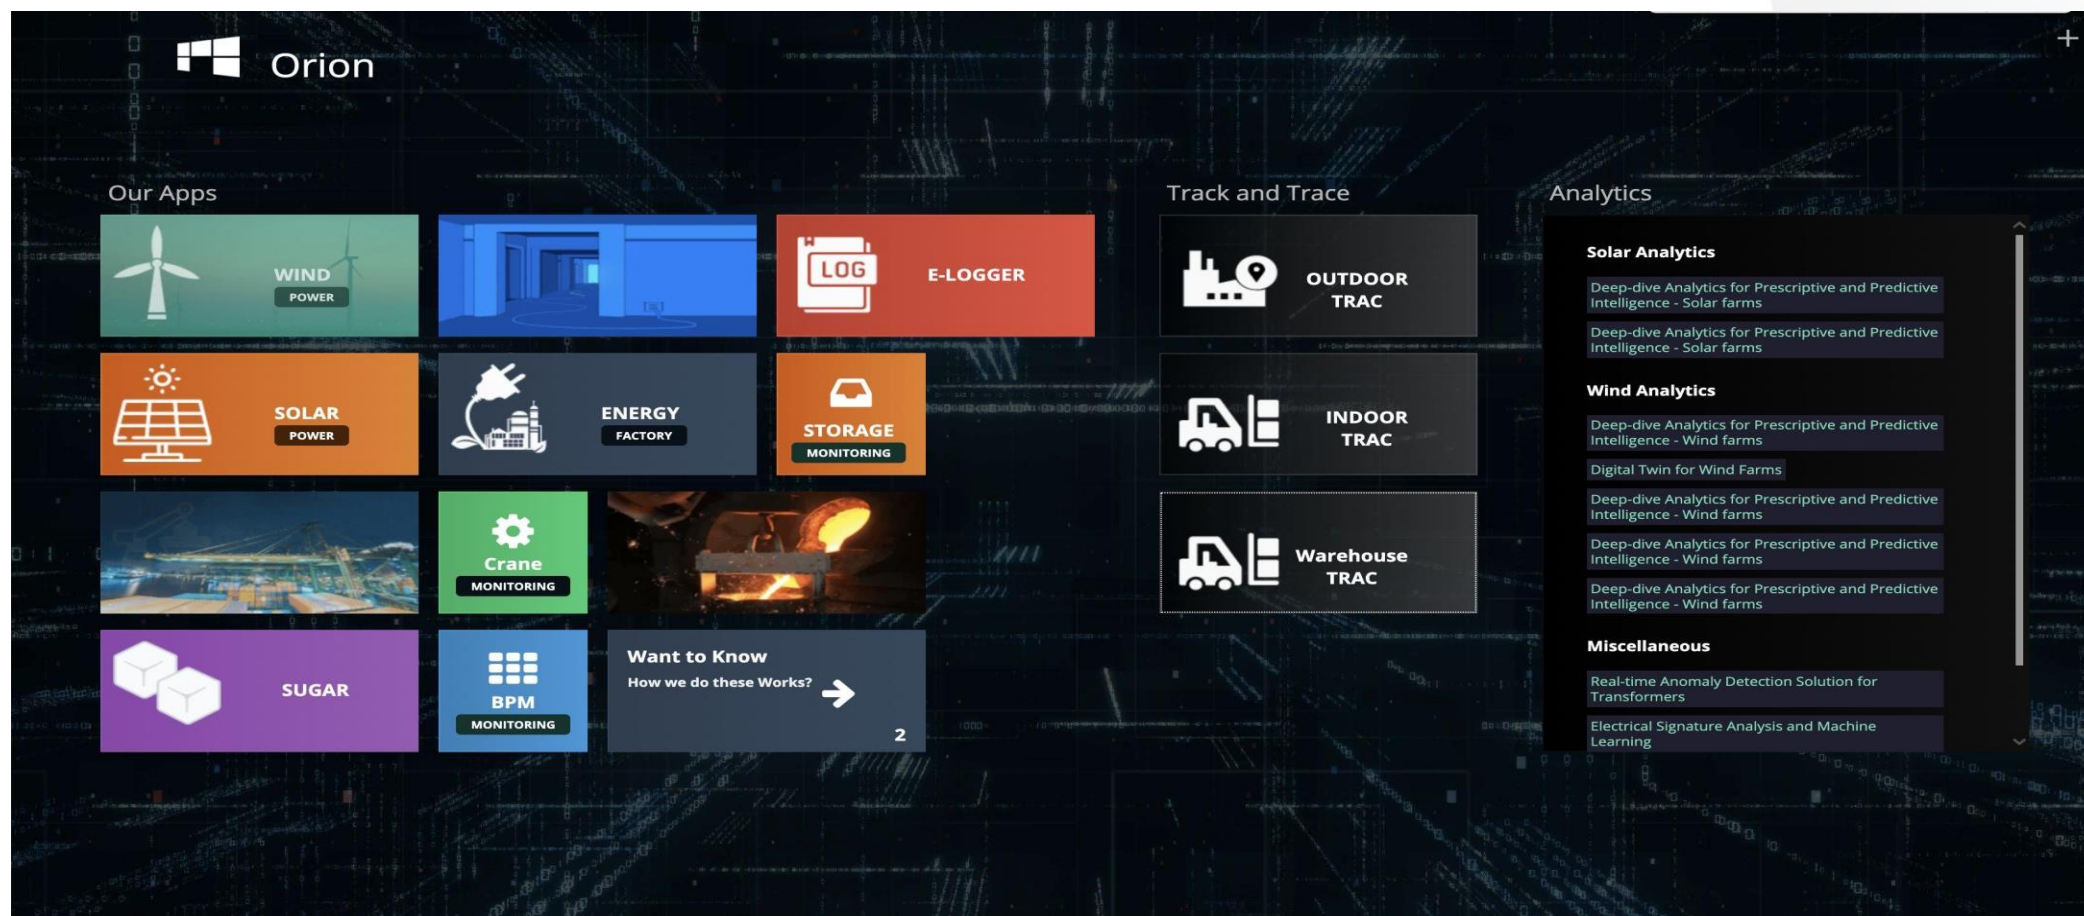 Orion
Our Apps
WIND
POWER
LOG
E-LOGGER
SOLAR
POWER
ENERGY
FACTORY
STORAGE
MONITORING
Crane
MONITORING
SUGAR
BPM
MONITORING
Want to Know
How we do these Works?
2
Track and Trace
OUTDOOR
TRAC
INDOOR
TRAC
Warehouse
TRAC
Analytics
Solar Analytics
Deep-dive Analytics for Prescriptive and Predictive
Intelligence - Solar farms
Deep-dive Analytics for Prescriptive and Predictive
Intelligence - Solar farms
Wind Analytics
Deep-dive Analytics for Prescriptive and Predictive
Intelligence - Wind farms
Digital Twin for Wind Farms
Deep-dive Analytics for Prescriptive and Predictive
Intelligence - Wind farms
Deep-dive Analytics for Prescriptive and Predictive
Intelligence - Wind farms
Deep-dive Analytics for Prescriptive and Predictive
Intelligence - Wind farms
Miscellaneous
Real-time Anomaly Detection Solution for
Transformers
Electrical Signature Analysis and Machine
Learning